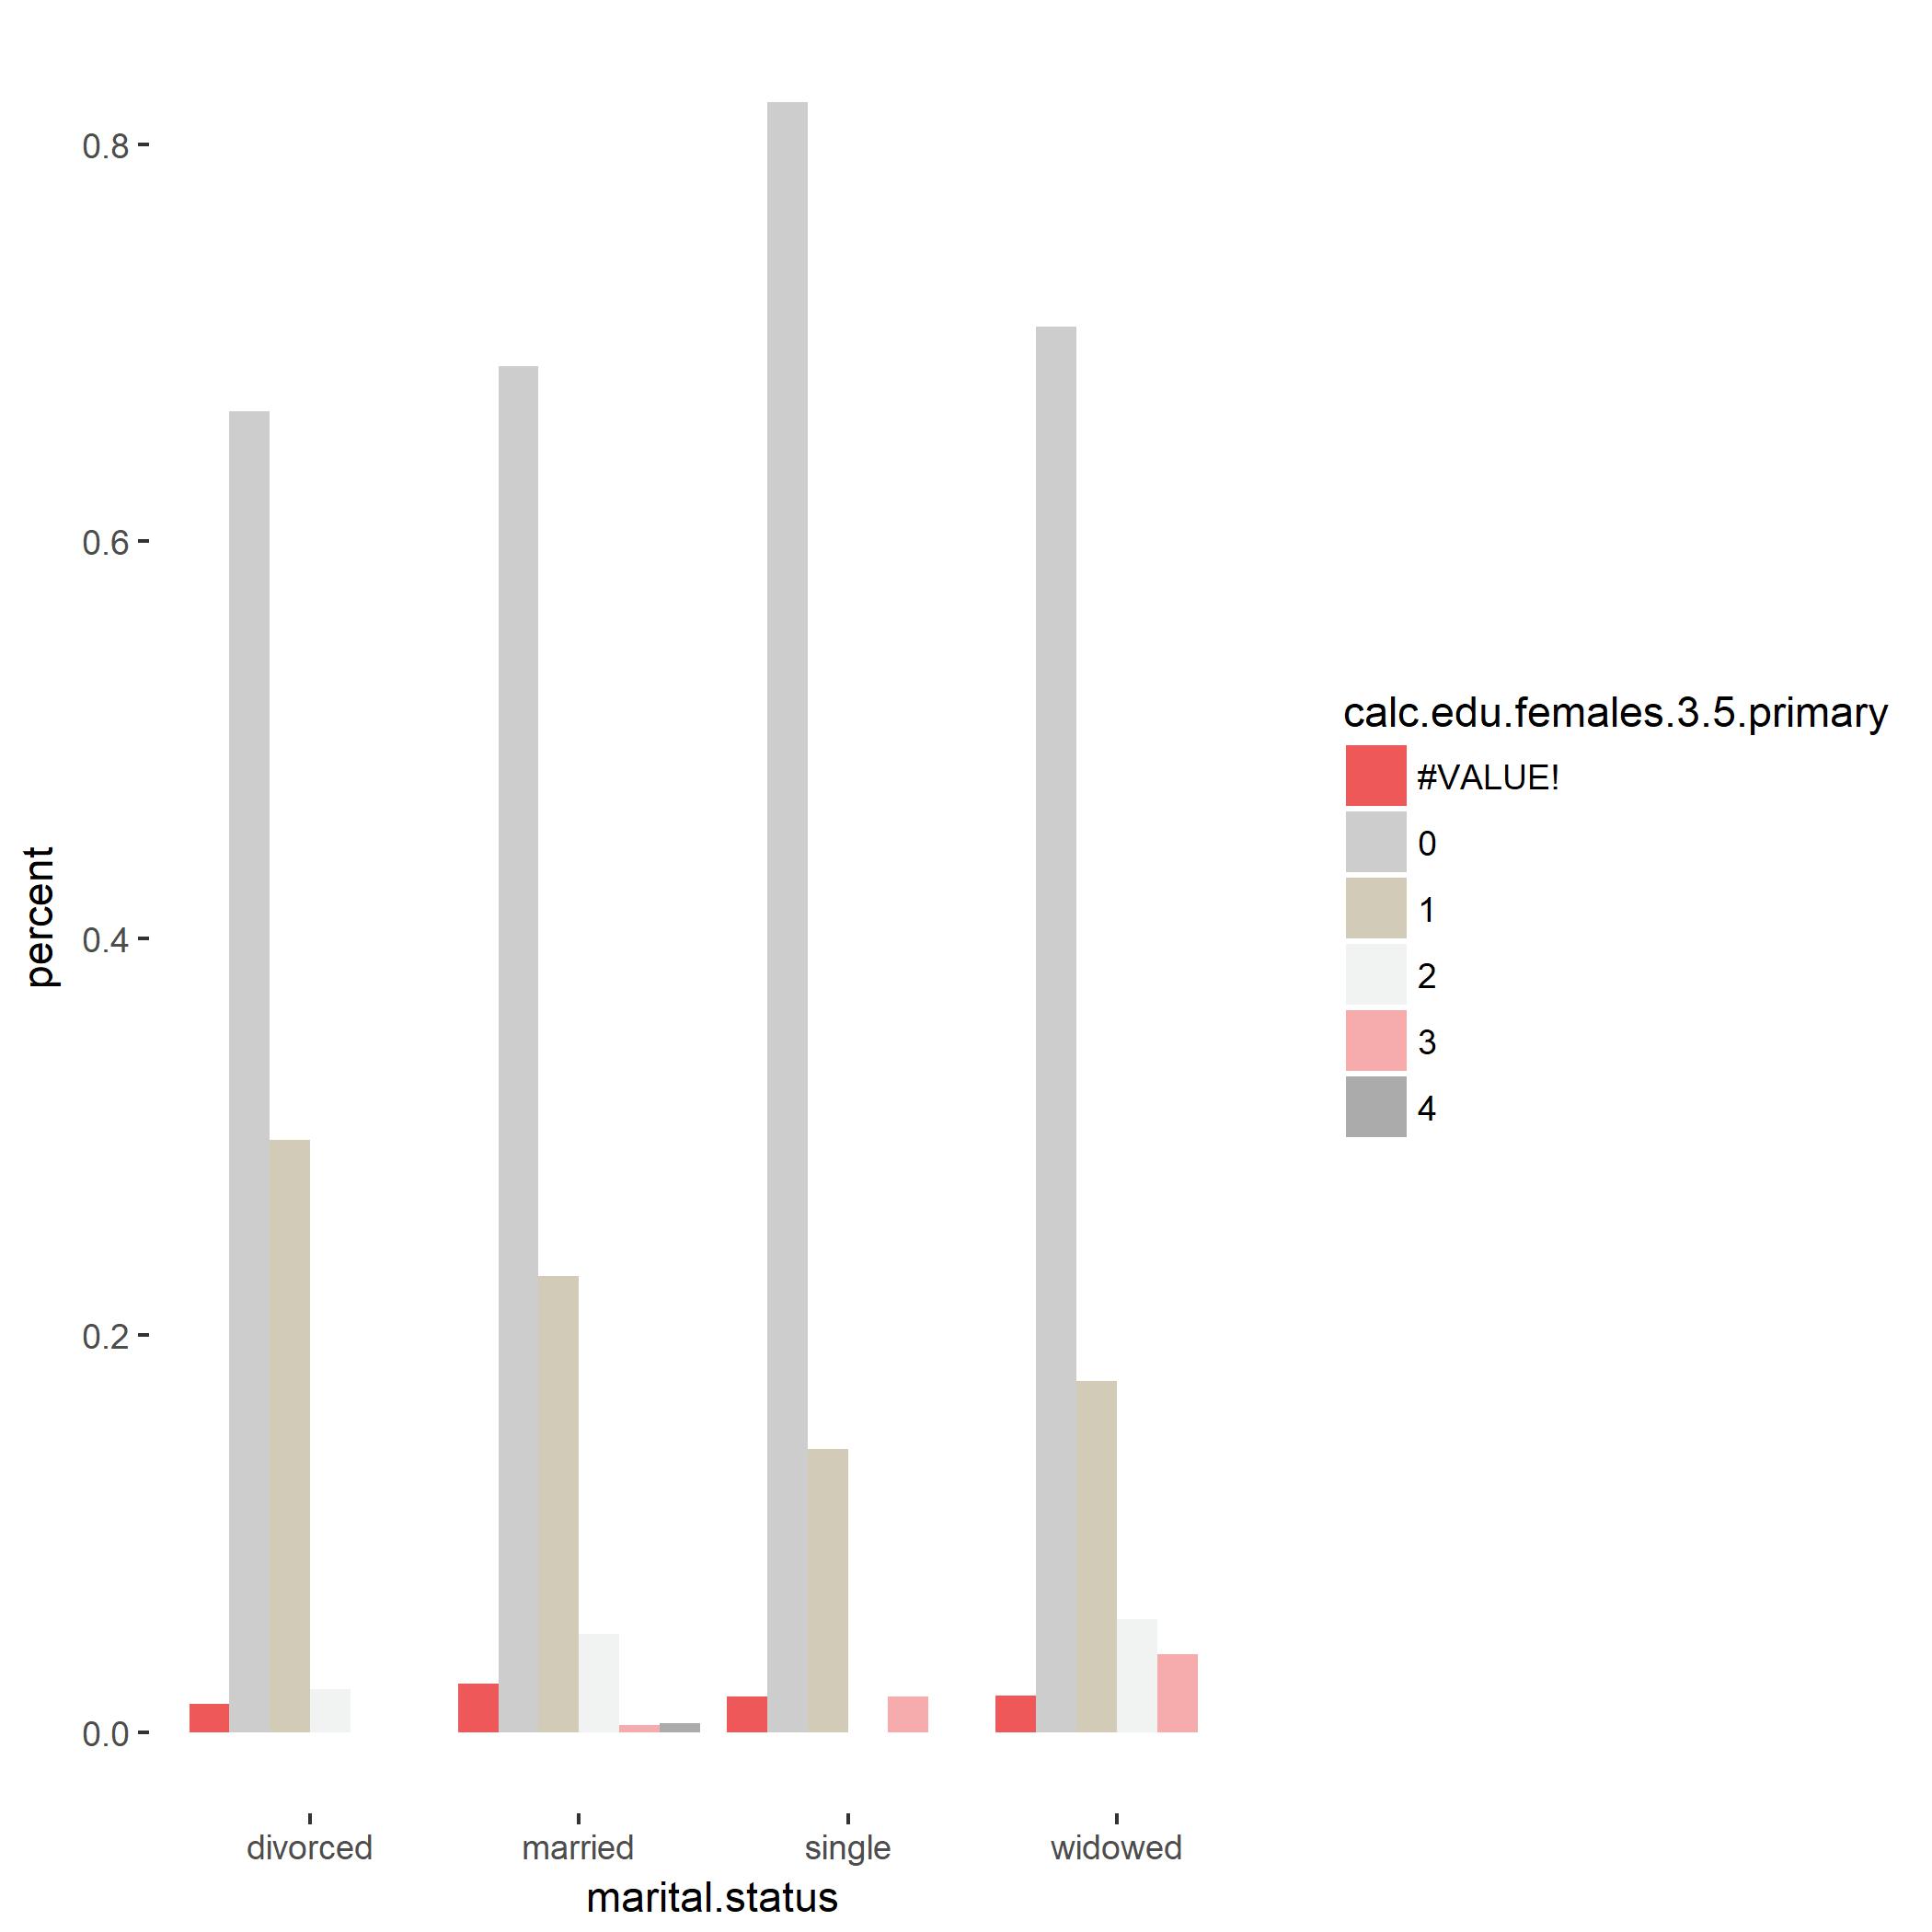 0.8
0.6
0.4
0.2
0.0
percent
divorced married single widowed
marital.status
calc.edu.females.3.5.primary
#VALUE!
0
1
2
3
4